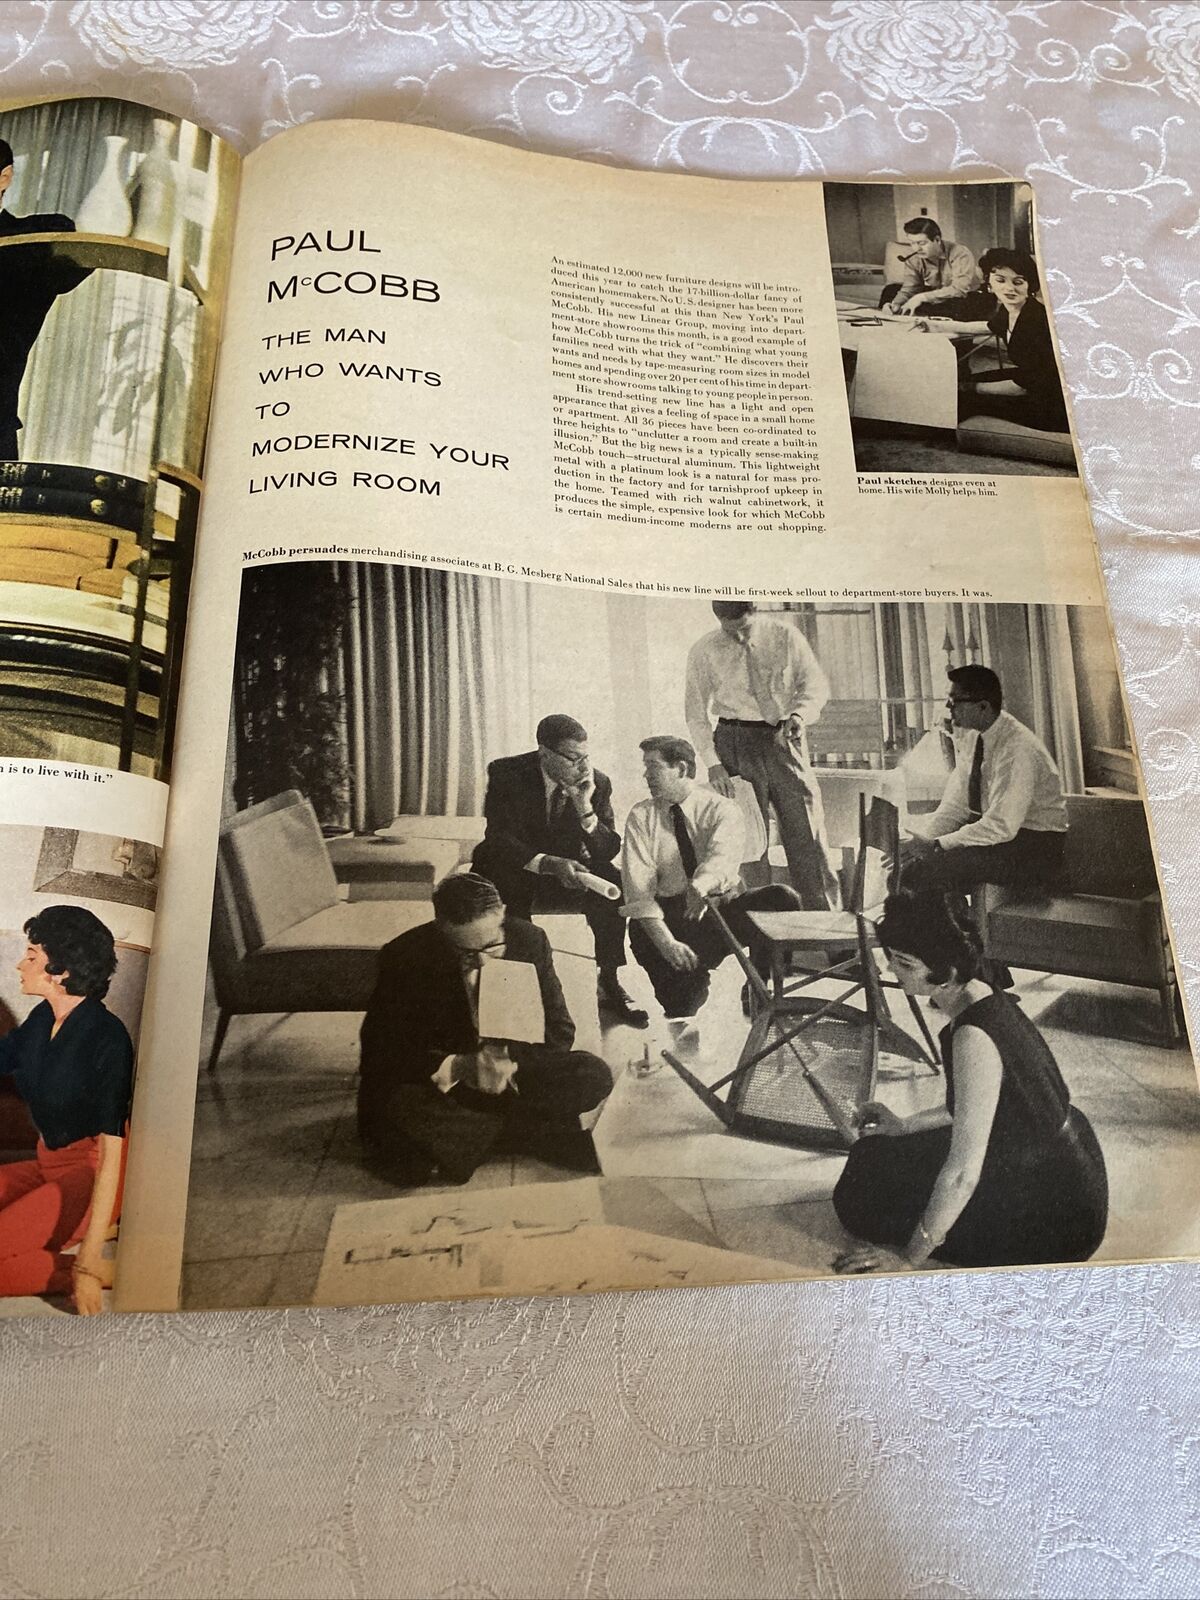 PAUL
McCOBB
THE MAN
WHO WANTS
TO
MODERNIZE YOUR
LIVING ROOM
An estimated 12,000 new furniture designs will be intro-
duced this year to catch the 17-billion-dollar fancy of
American homemakers. No U. S. designer has been more
consistently successful at this than New York's Paul
McCobb. His new Linear Group, moving into depart-
ment-store showrooms this month, is a good example of
how McCobb turns the trick of "combining what young
families need with what they want." He discovers their
wants and needs by tape-measuring room sizes in model
homes and spending over 20 per cent of his time in depart-
ment store showrooms talking to young people in person.
His trend-setting new line has a light and open
appearance that gives a feeling of space in a small home
or apartment. All 36 pieces have been co-ordinated to
three heights to "unclutter a room and create a built-in
illusion." But the big news is a typically sense-making
McCobb touch—structural aluminum. This lightweight
metal with a platinum look is a natural for mass pro-
duction in the factory and for tarnishproof upkeep in
the home. Teamed with rich walnut cabinetwork, it
produces the simple, expensive look for which McCobb
is certain medium-income moderns are out shopping.
Paul sketches designs even at
home. His wife Molly helps him.
McCobb persuades merchandising associates at B. G. Mesberg National Sales that his new line will be first-week sellout to department-store buyers. It was.
is to live with it."